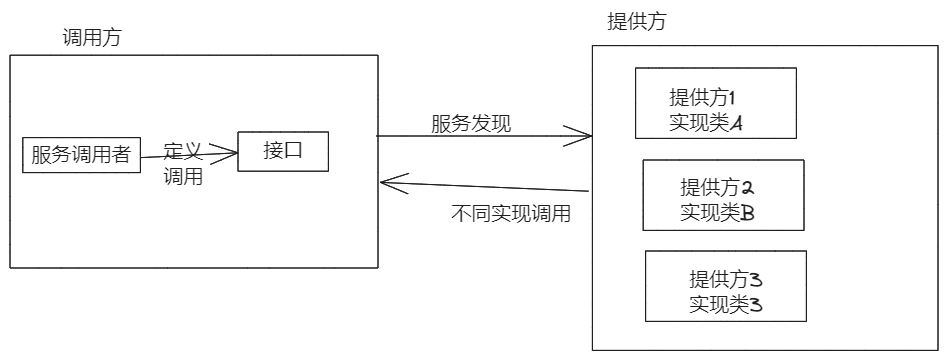 调用方
服务调用者
定义
调用
接口
服务发现
不同实现调用
提供方
提供方1
实现类A
提供方2
实现类B
提供方3
实现类3